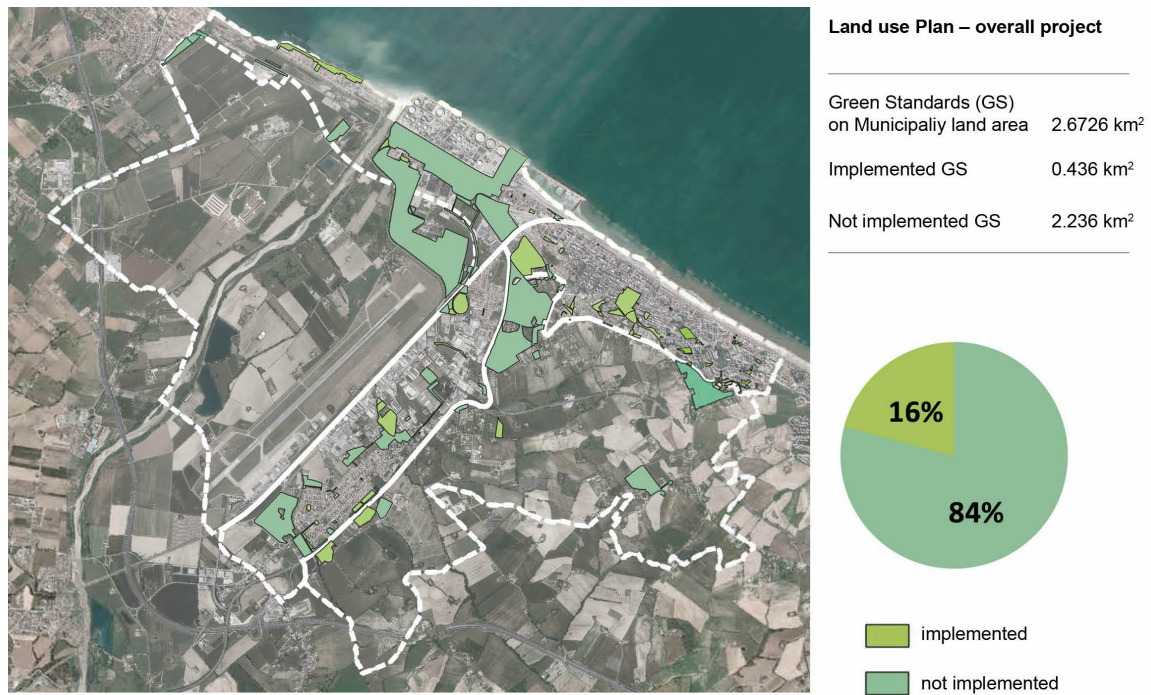 Land use Plan – overall project
Green Standards (GS)
on Municipaliy land area 2.6726 km²
Implemented GS 0.436 km²
Not implemented GS 2.236 km²
16%
84%
implemented
not implemented